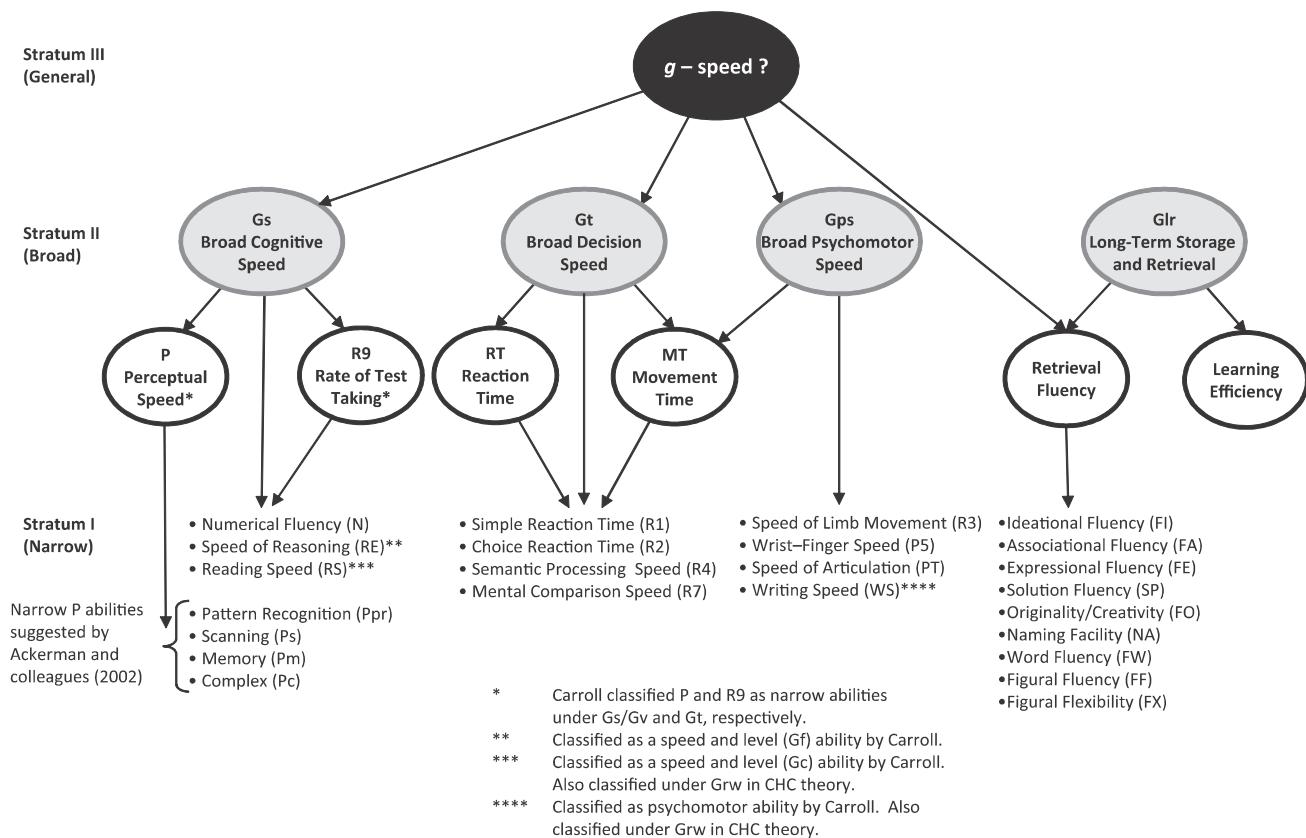 Stratum III
(General)
g – speed ?
Stratum II
(Broad)
Gs
Broad Cognitive
Speed
Gt
Broad Decision
Speed
Gps
Broad Psychomotor
Speed
Glr
Long-Term Storage
and Retrieval
P
Perceptual
Speed*
R9
Rate of Test
Taking*
RT
Reaction
Time
MT
Movement
Time
Retrieval
Fluency
Learning
Efficiency
Stratum I
(Narrow)
• Numerical Fluency (N)
• Speed of Reasoning (RE)**
• Reading Speed (RS)***
• Simple Reaction Time (R1)
• Choice Reaction Time (R2)
• Semantic Processing Speed (R4)
• Mental Comparison Speed (R7)
• Speed of Limb Movement (R3)
• Wrist–Finger Speed (P5)
• Speed of Articulation (PT)
• Writing Speed (WS)****
•Ideational Fluency (FI)
•Associational Fluency (FA)
•Expressional Fluency (FE)
•Solution Fluency (SP)
•Originality/Creativity (FO)
•Naming Facility (NA)
•Word Fluency (FW)
•Figural Fluency (FF)
•Figural Flexibility (FX)
Narrow P abilities
suggested by
Ackerman and
colleagues (2002)
• Pattern Recognition (Ppr)
• Scanning (Ps)
• Memory (Pm)
• Complex (Pc)
* Carroll classified P and R9 as narrow abilities
under Gs/Gv and Gt, respectively.
** Classified as a speed and level (Gf) ability by Carroll.
*** Classified as a speed and level (Gc) ability by Carroll.
Also classified under Grw in CHC theory.
**** Classified as psychomotor ability by Carroll. Also
classified under Grw in CHC theory.